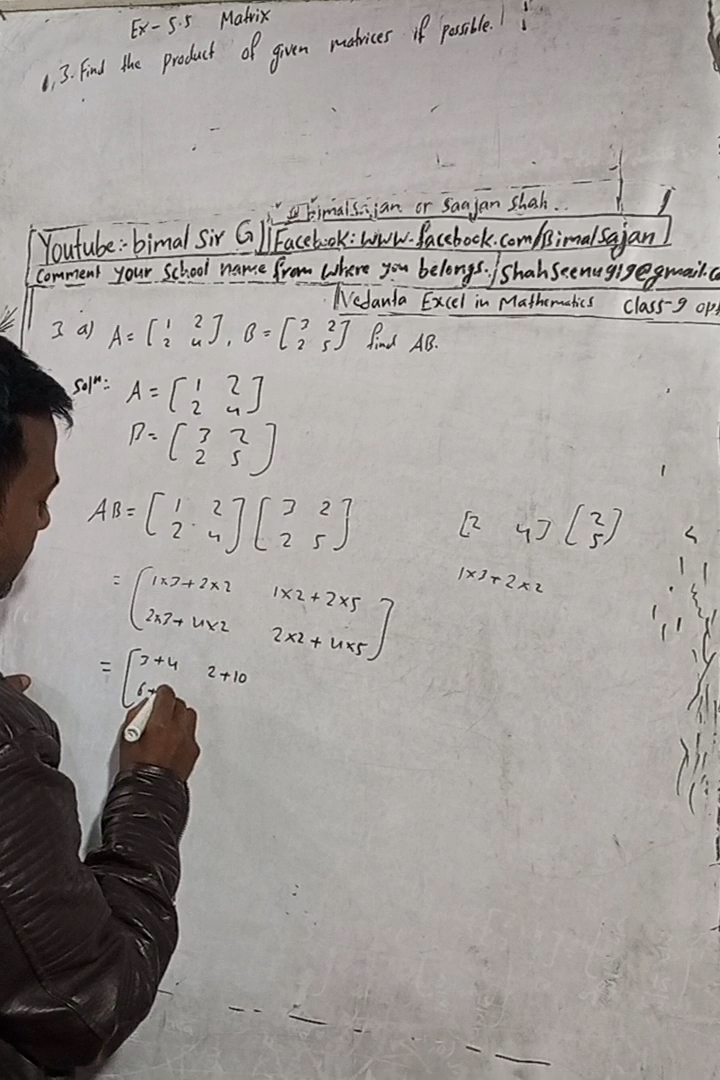 Ex - 5.5 Matrix
3. Find the product of given matrices if possible.
bimalsajan or Saajan Shah..
Youtube:- bimal Sir G Facebook: www.facebook.com/Bimalsajan
Comment your School name from where you belongs. shahseenu919@gmail.c
Vedanta Excel in Mathematics Class-9 opt
3 a) A = [1 2 , B = [3 2 find AB.
2 4] 2 5]
Solⁿ: A = [1 2
2 4]
B = [3 2
2 5]
AB = [1 2 [3 2 [2 4] [2
2 4] 2 5] 5]
= [1×3+2×2 1×2+2×5 1×3+2×2
2×3+4×2 2×2+4×5]
= [3+4 2+10
6+